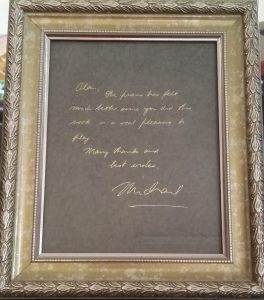 Alan,
The piano has felt
much better since you did this
work – is a real pleasure to
play.
Many thanks and
best wishes
Michael